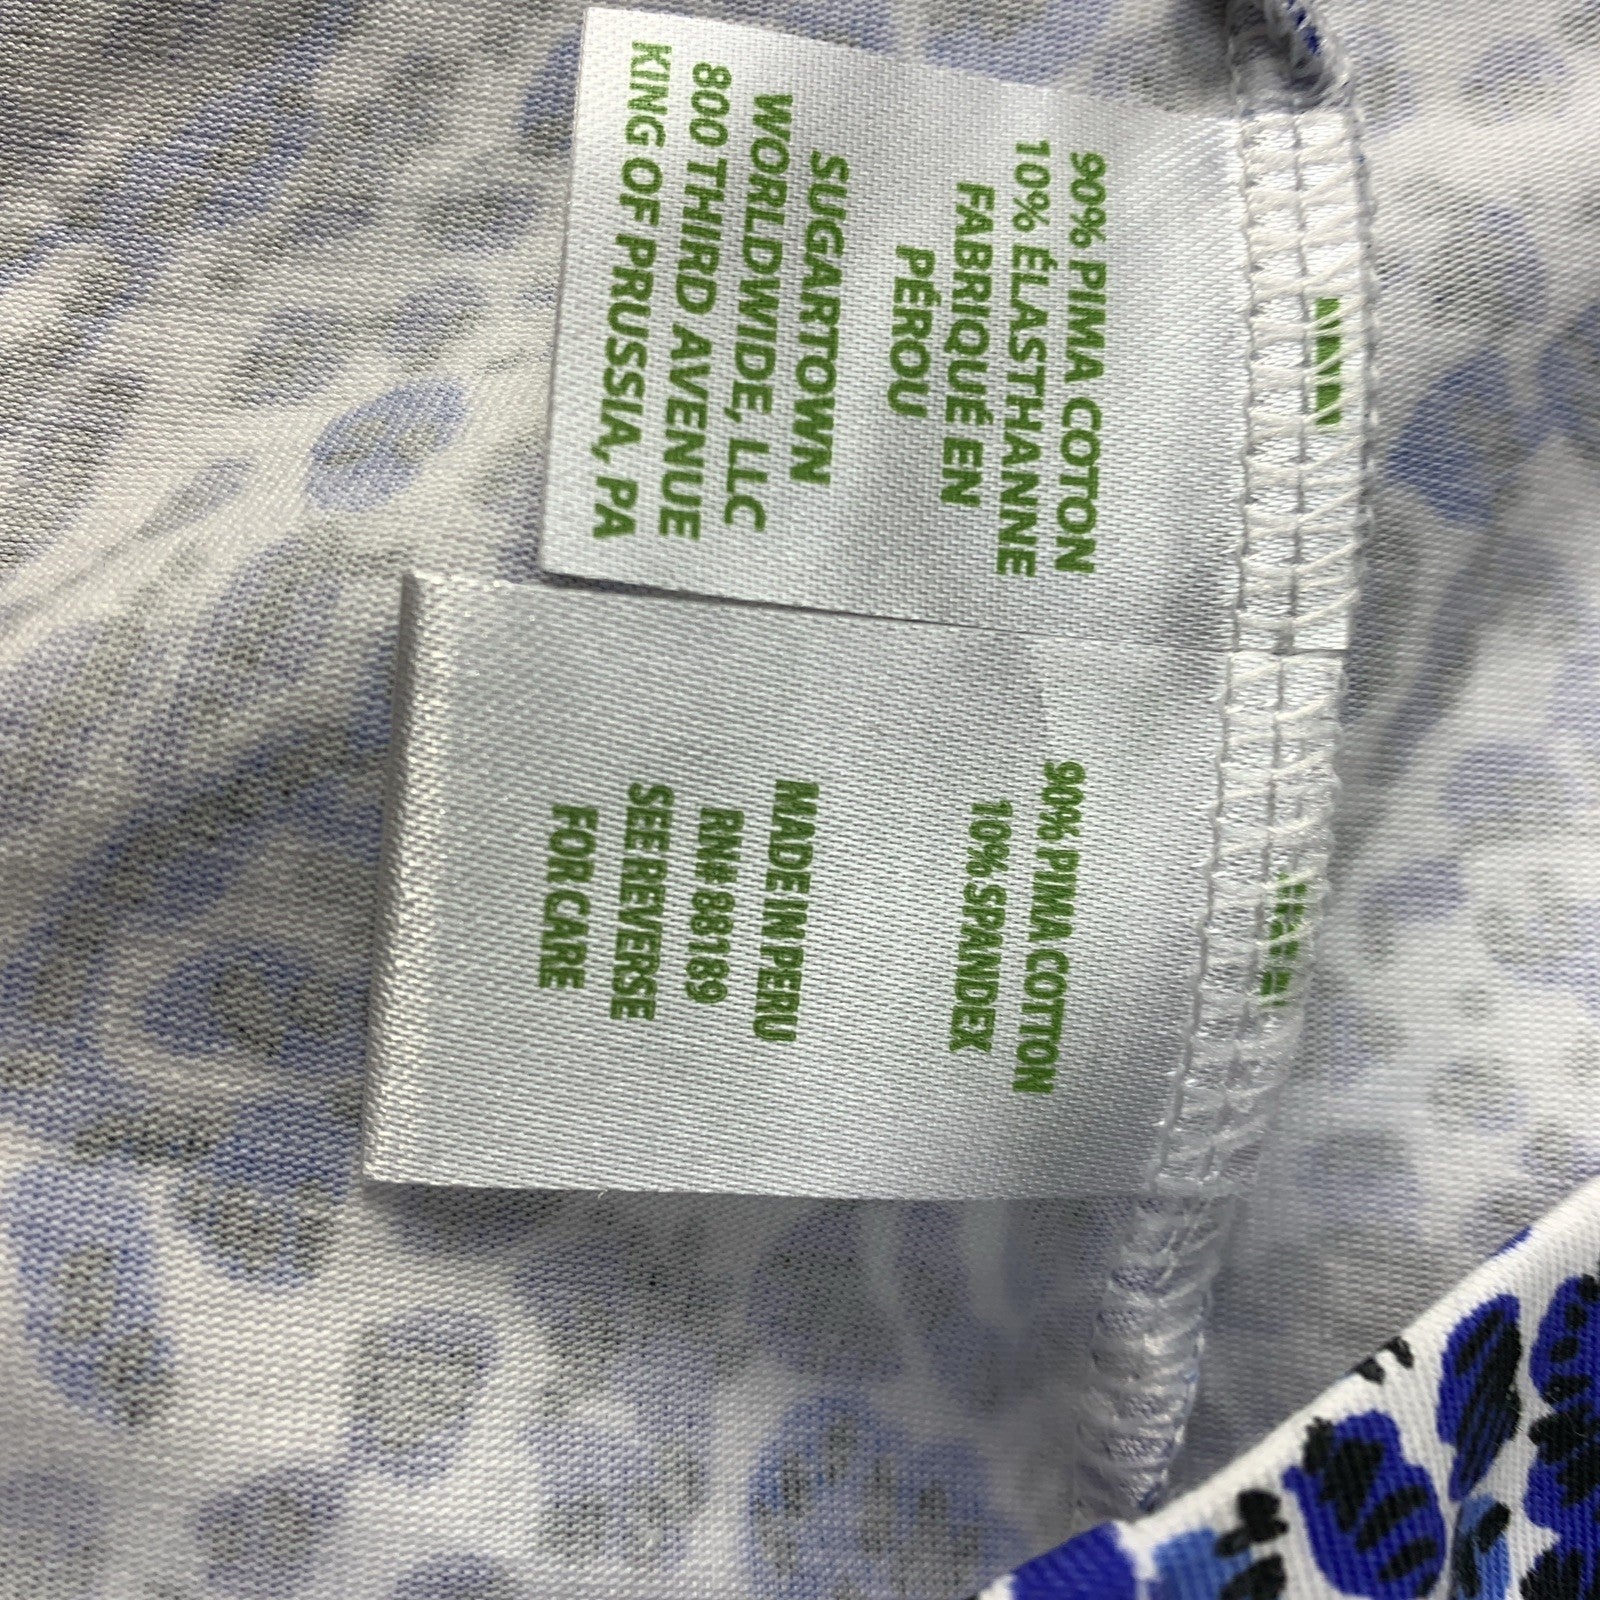 90% PIMA COTON
10% ÉLASTHANNE
FABRIQUÉ EN
PÉROU
SUGARTOWN
WORLDWIDE, LLC
800 THIRD AVENUE
KING OF PRUSSIA, PA
90% PIMA COTTON
10% SPANDEX
MADE IN PERU
RN# 88189
SEE REVERSE
FOR CARE